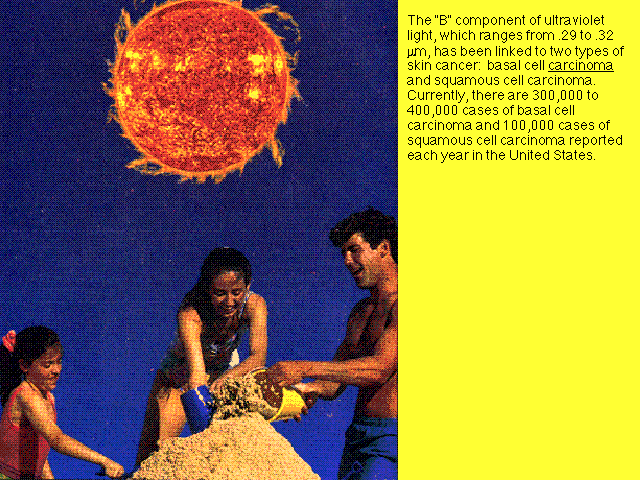 The "B" component of ultraviolet
light, which ranges from .29 to .32
µm, has been linked to two types of
skin cancer:  basal cell carcinoma
and squamous cell carcinoma.
Currently, there are 300,000 to
400,000 cases of basal cell
carcinoma and 100,000 cases of
squamous cell carcinoma reported
each year in the United States.